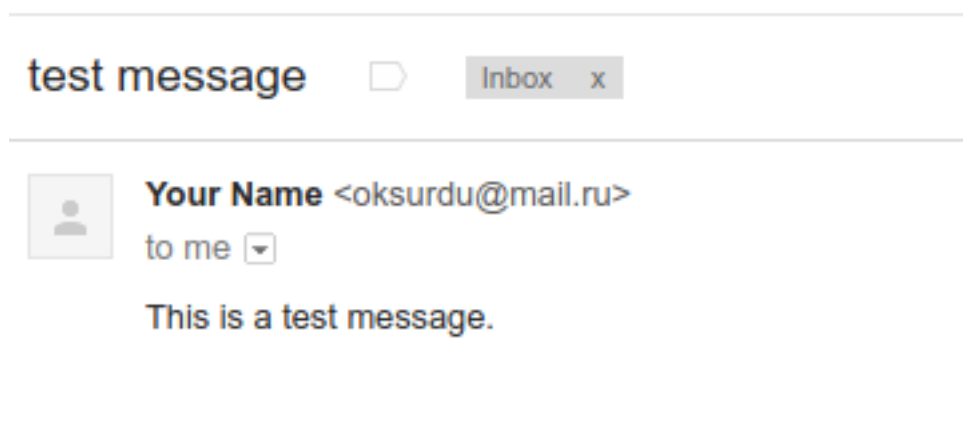 test message Inbox x
Your Name <oksurdu@mail.ru>
to me
This is a test message.